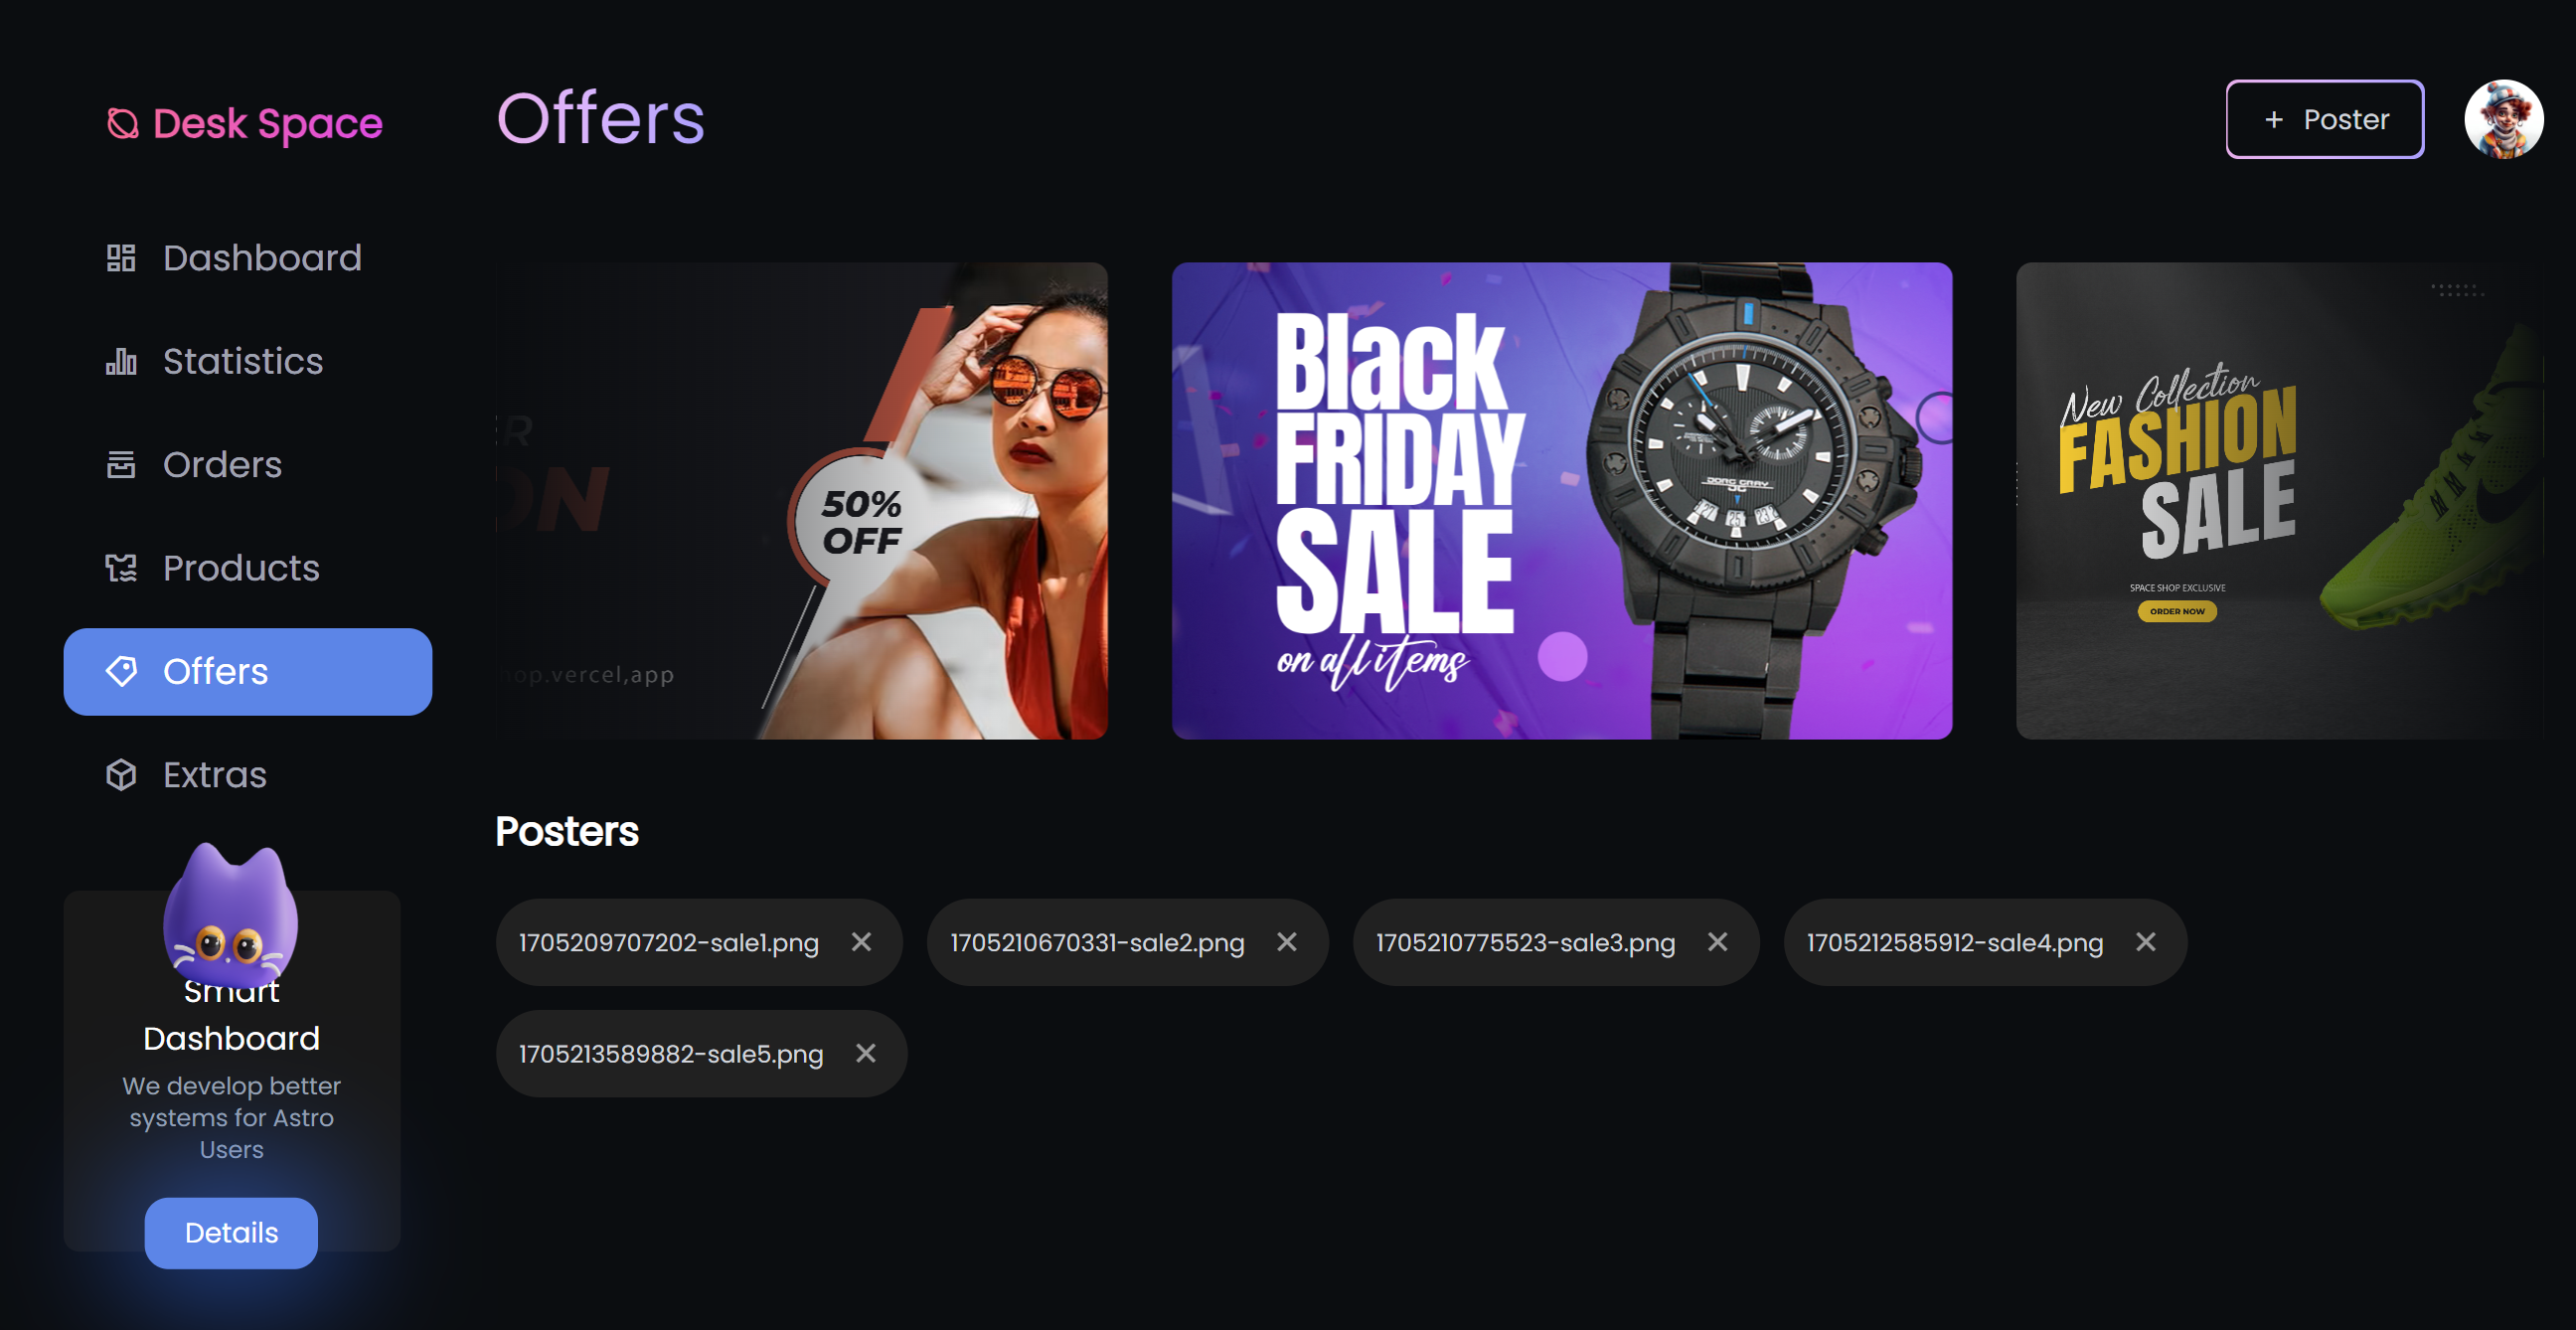 Desk Space
Offers
+ Poster
Dashboard
Statistics
Orders
Products
Offers
Extras
R
ON
50%
OFF
hop.vercel,app
Black
FRIDAY
SALE
on all items
New Collection
FASHION
SALE
SPACE SHOP EXCLUSIVE
ORDER NOW
Posters
1705209707202-sale1.png
1705210670331-sale2.png
1705210775523-sale3.png
1705212585912-sale4.png
1705213589882-sale5.png
Smart
Dashboard
We develop better
systems for Astro
Users
Details